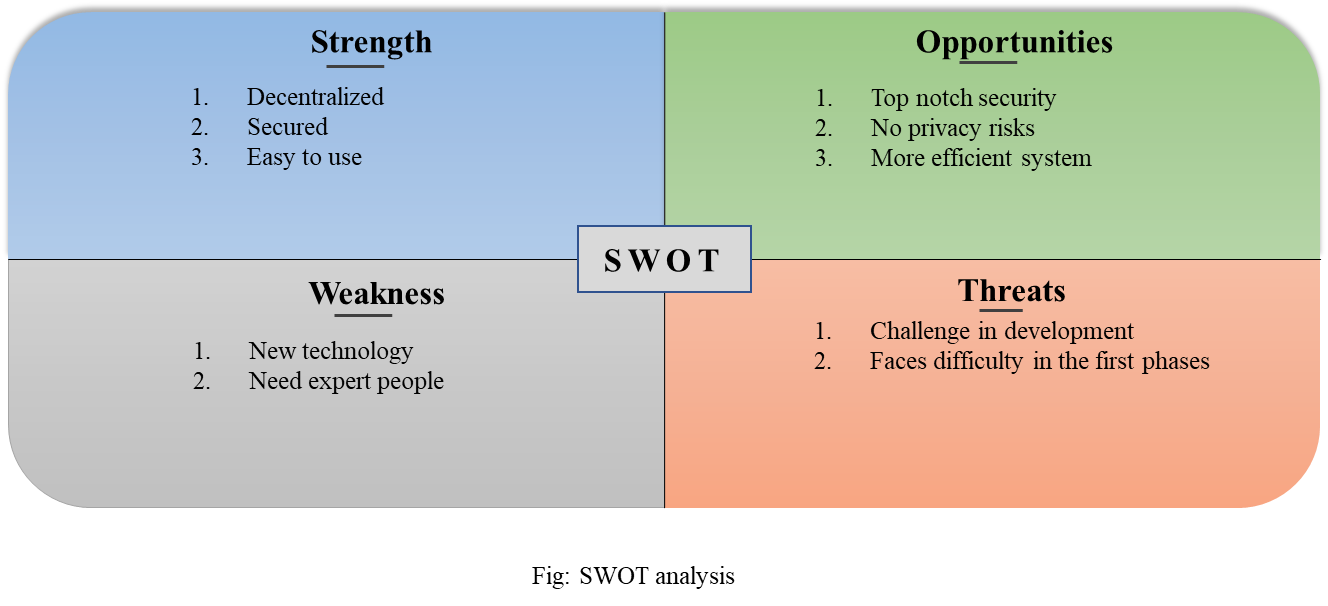 Strength
1. Decentralized
2. Secured
3. Easy to use
Opportunities
1. Top notch security
2. No privacy risks
3. More efficient system
SWOT
Weakness
1. New technology
2. Need expert people
Threats
1. Challenge in development
2. Faces difficulty in the first phases
Fig: SWOT analysis